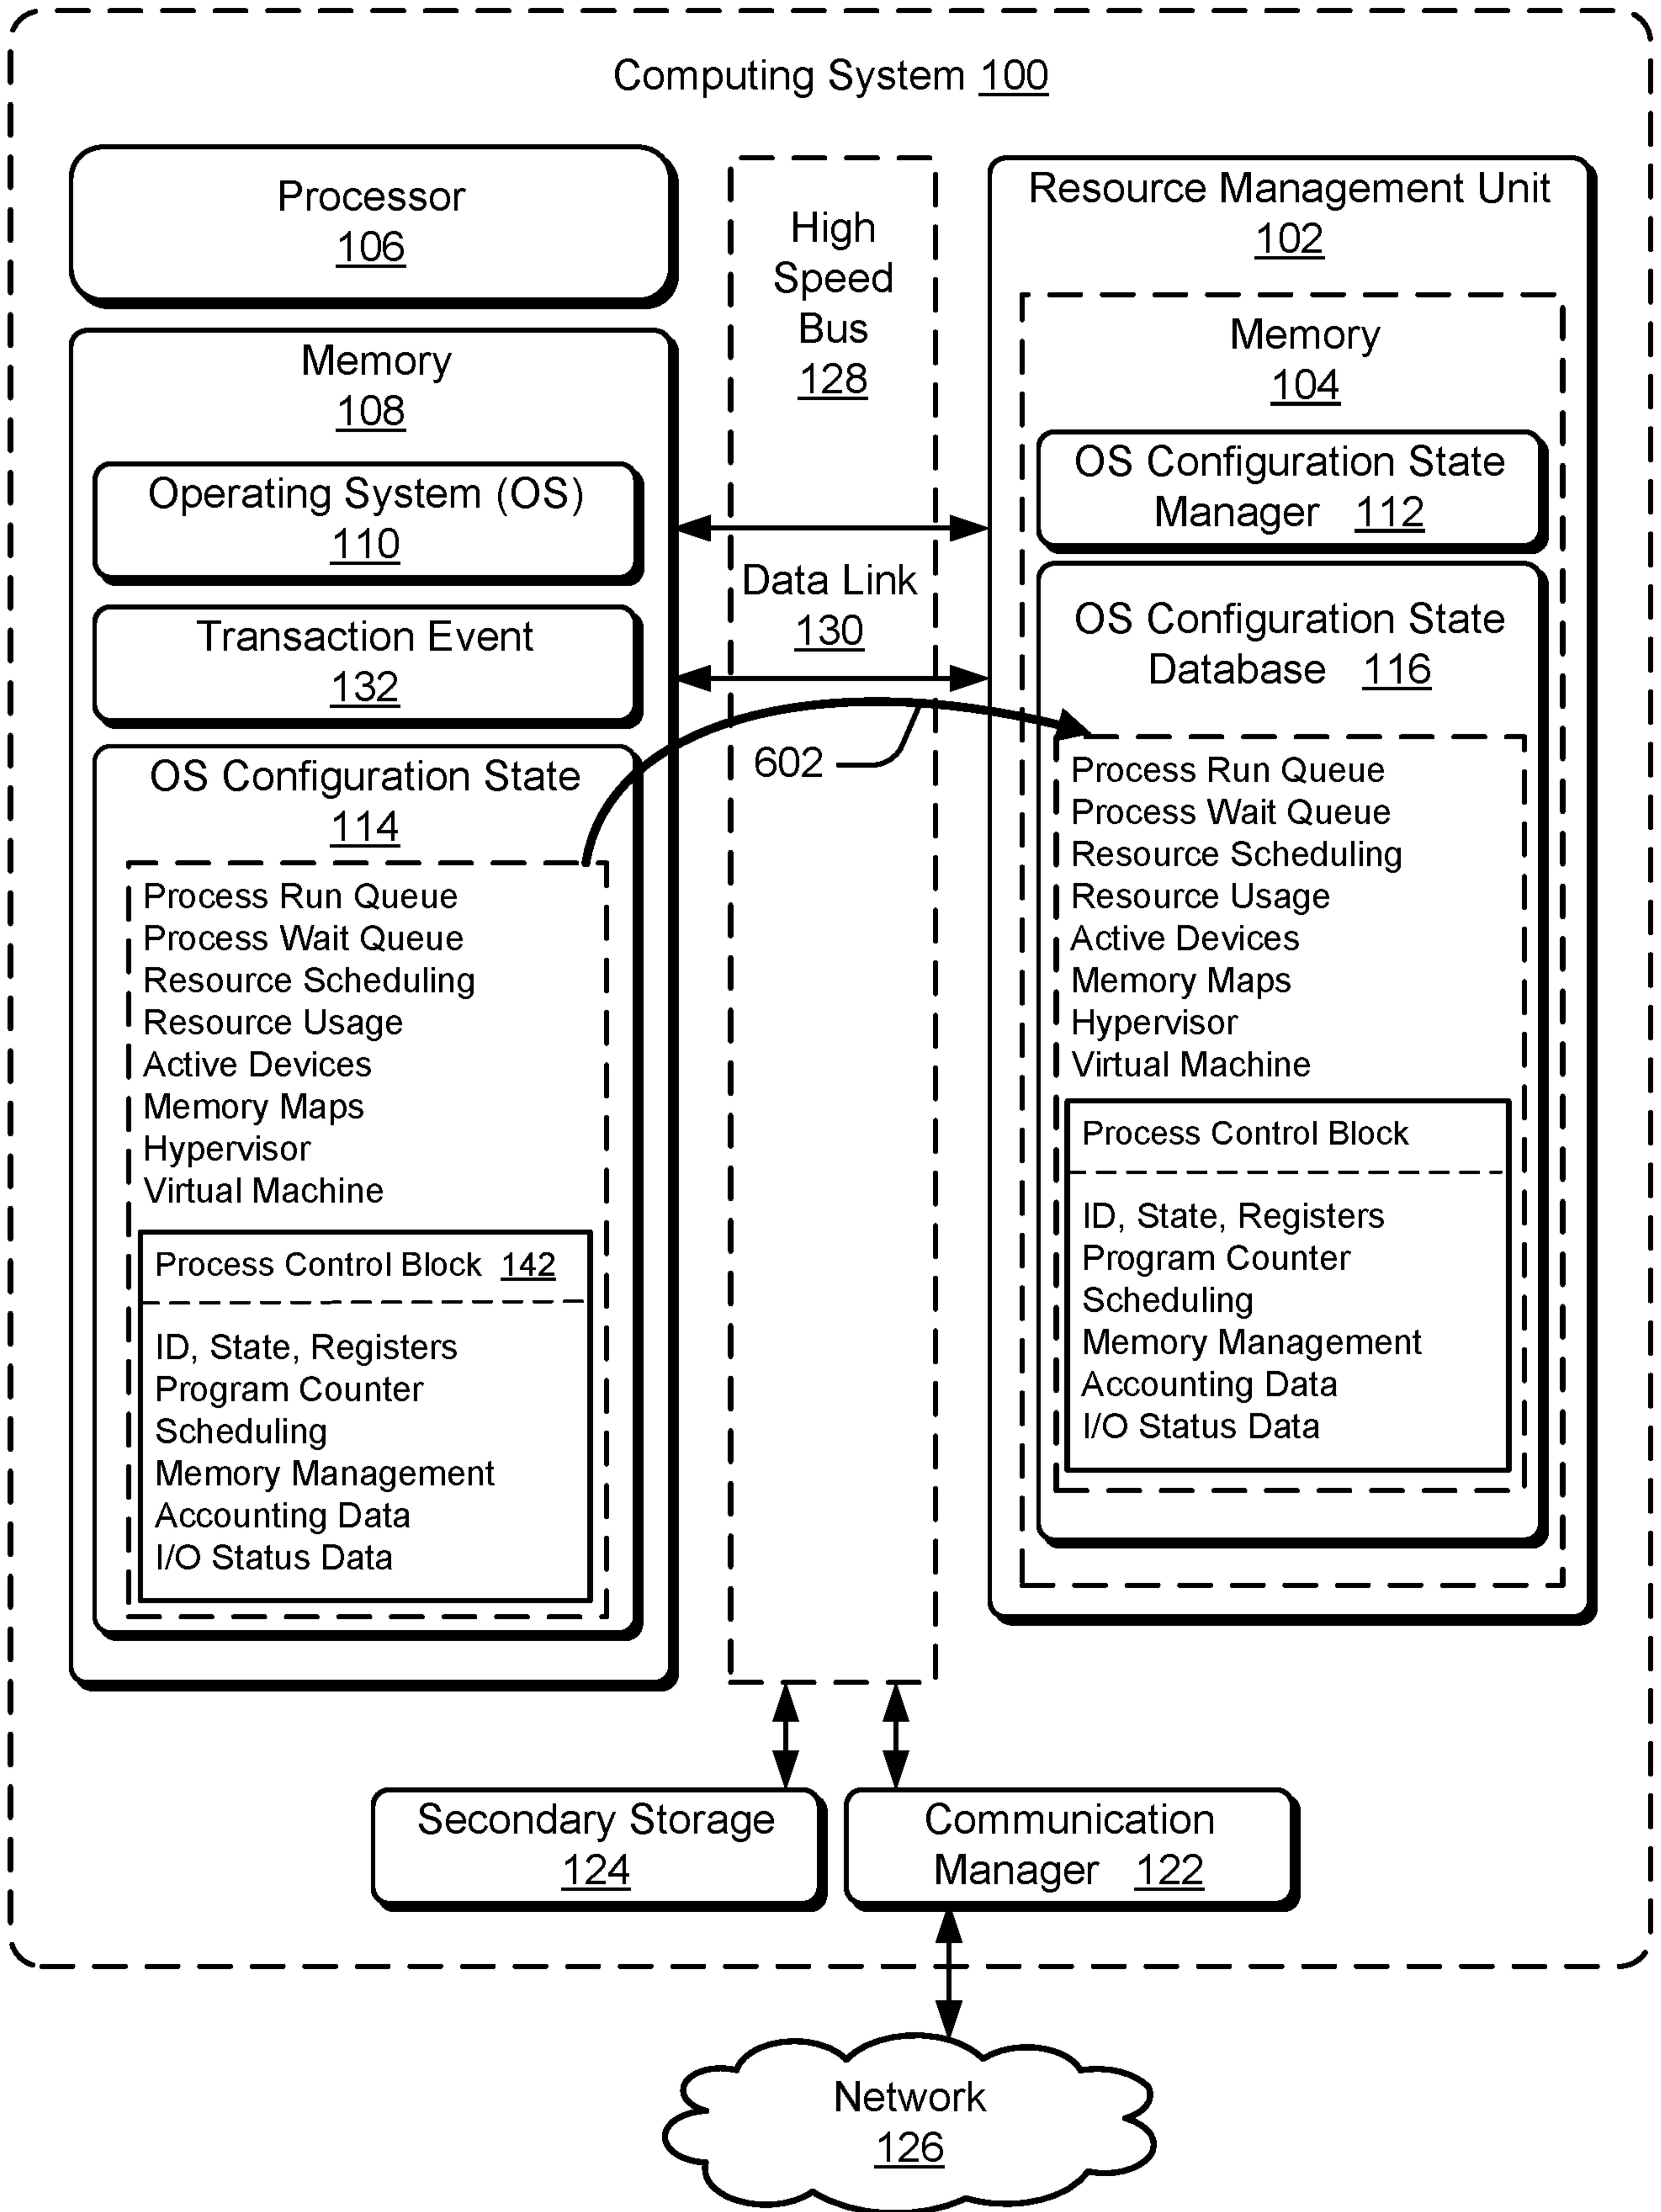 Computing System 100
Processor
106
Memory
108
Operating System (OS)
110
Transaction Event
132
OS Configuration State
114
Process Run Queue
Process Wait Queue
Resource Scheduling
Resource Usage
Active Devices
Memory Maps
Hypervisor
Virtual Machine
Process Control Block 142
ID, State, Registers
Program Counter
Scheduling
Memory Management
Accounting Data
I/O Status Data
High
Speed
Bus
128
Data Link
130
602
Resource Management Unit
102
Memory
104
OS Configuration State
Manager 112
OS Configuration State
Database 116
Process Run Queue
Process Wait Queue
Resource Scheduling
Resource Usage
Active Devices
Memory Maps
Hypervisor
Virtual Machine
Process Control Block
ID, State, Registers
Program Counter
Scheduling
Memory Management
Accounting Data
I/O Status Data
Secondary Storage
124
Communication
Manager 122
Network
126